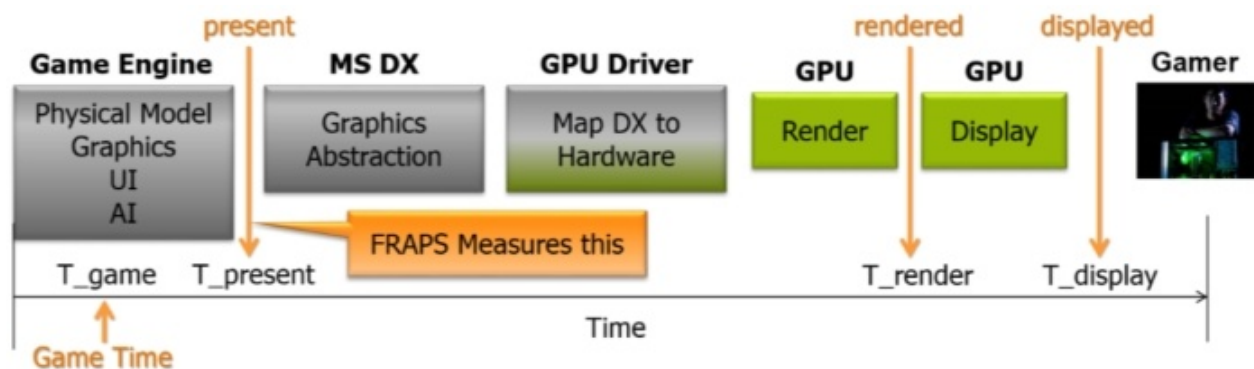 present
rendered
displayed
Game Engine
MS DX
GPU Driver
GPU
GPU
Gamer
Physical Model
Graphics
UI
AI
Graphics
Abstraction
Map DX to
Hardware
Render
Display
FRAPS Measures this
T_game
T_present
T_render
T_display
Time
Game Time